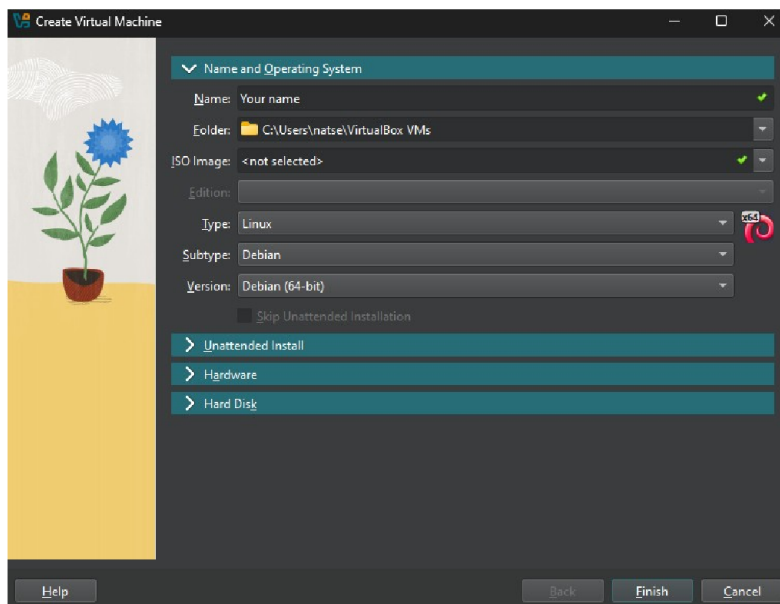 Create Virtual Machine
Name and Operating System
Name: Your name
Folder: C:\Users\natse\VirtualBox VMs
ISO Image: <not selected>
Edition:
Type: Linux
x64
Subtype: Debian
Version: Debian (64-bit)
Skip Unattended Installation
Unattended Install
Hardware
Hard Disk
Help Back Finish Cancel